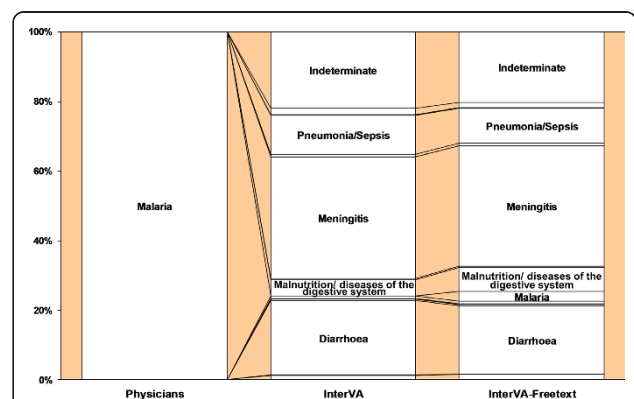 100%
80%
60%
40%
20%
0%
Malaria
Indeterminate
Pneumonia/Sepsis
Meningitis
Malnutrition/ diseases of the
digestive system
Diarrhoea
Indeterminate
Pneumonia/Sepsis
Meningitis
Malnutrition/ diseases of the
digestive system
Malaria
Diarrhoea
Physicians
InterVA
InterVA-Freetext